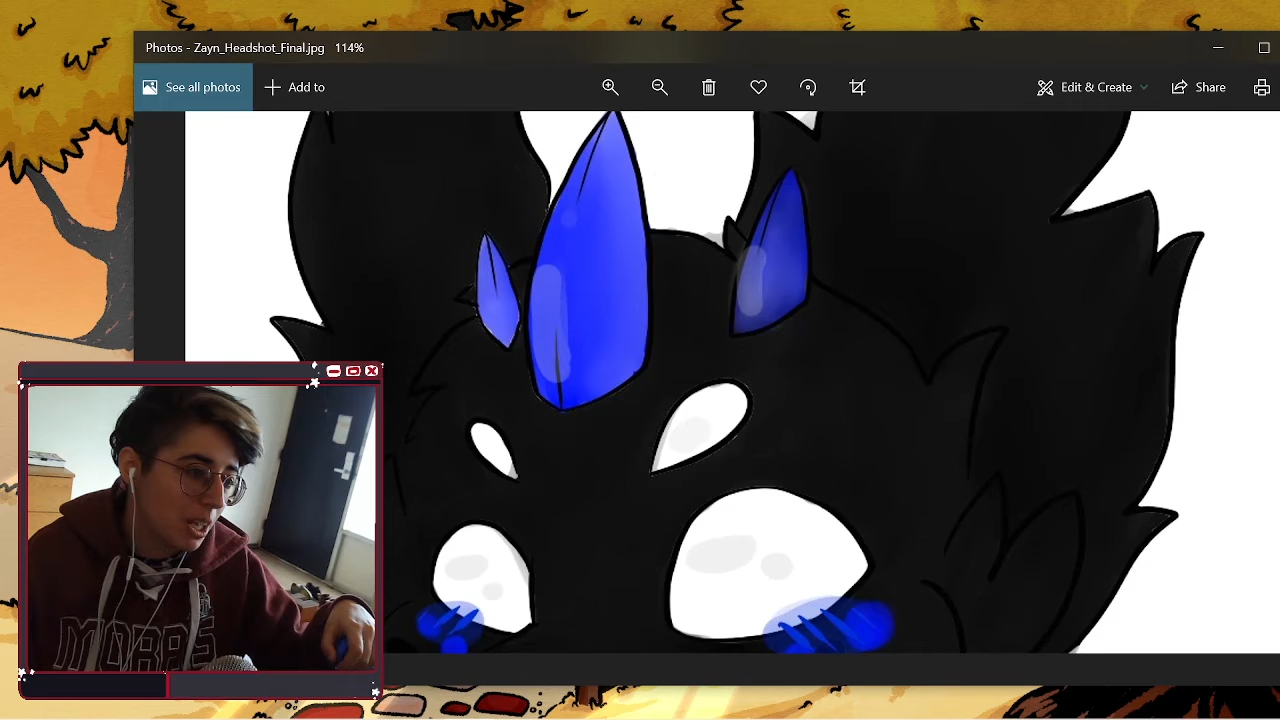 Photos - Zayn_Headshot_Final.jpg 114%
See all photos
Add to
Edit & Create
Share